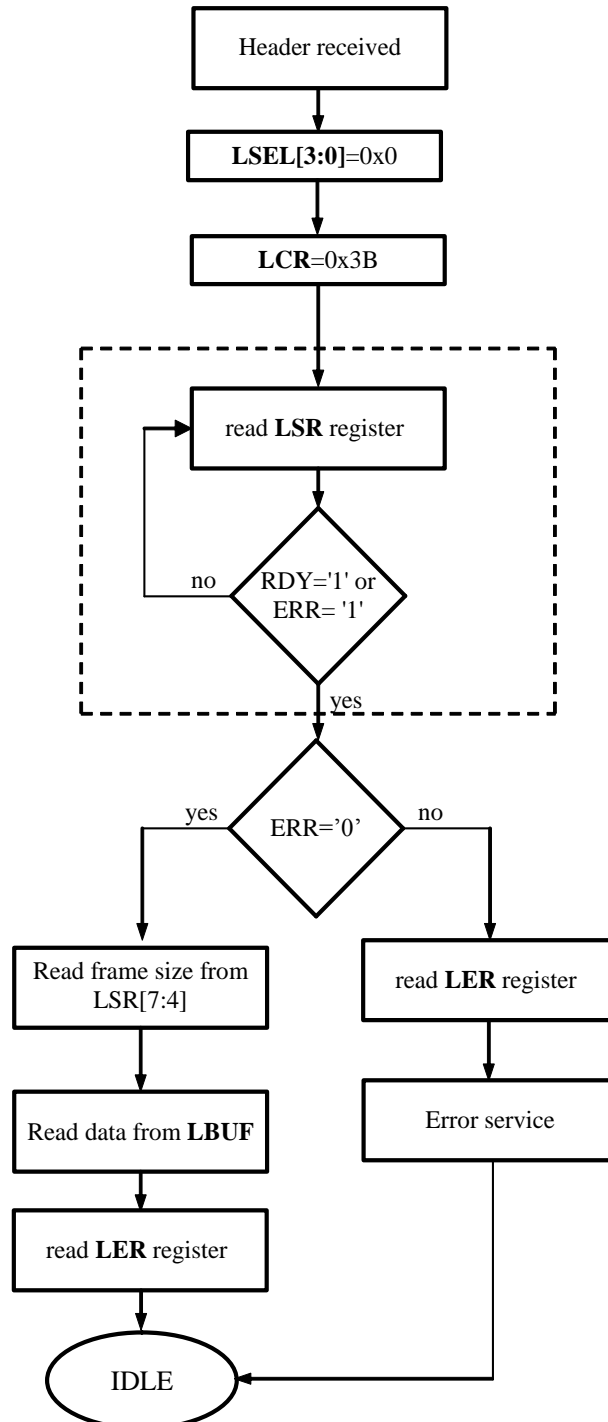 Header received
LSEL[3:0]=0x0
LCR=0x3B
read LSR register
no
RDY='1' or
ERR= '1'
yes
yes
ERR=’0’
no
Read frame size from
LSR[7:4]
read LER register
Read data from LBUF
Error service
read LER register
IDLE